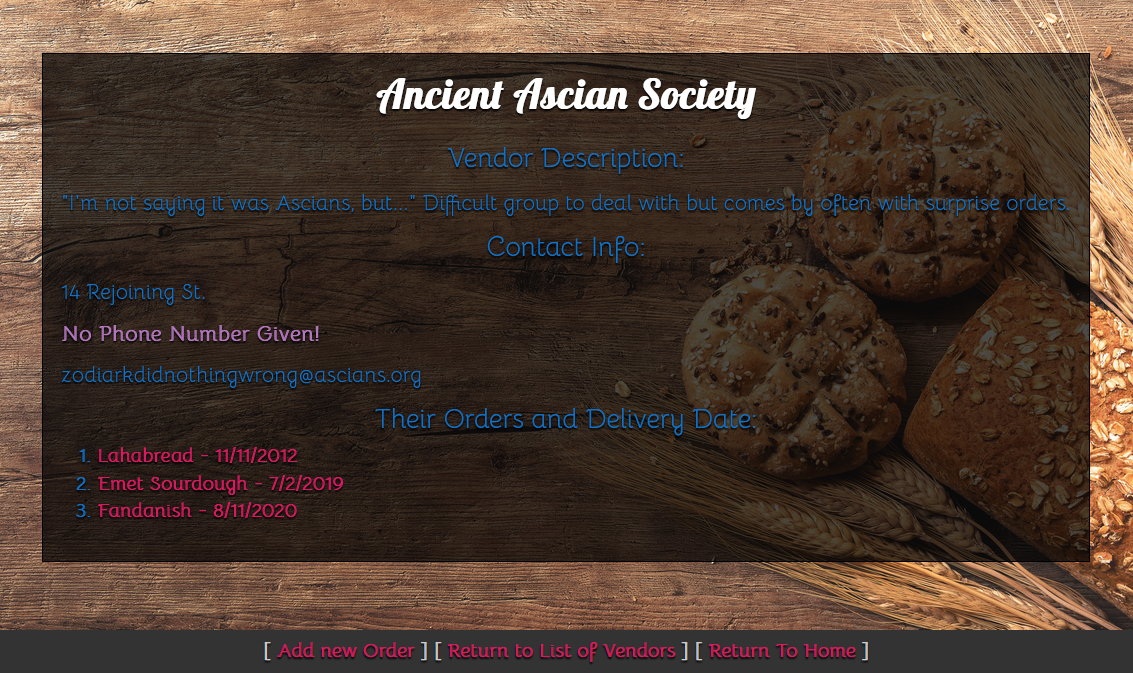 Ancient Ascian Society
Vendor Description:
"I'm not saying it was Ascians, but..." Difficult group to deal with but comes by often with surprise orders.
Contact Info:
14 Rejoining St.
No Phone Number Given!
zodiarkdidnothingwrong@ascians.org
Their Orders and Delivery Date:
1. Lahabread - 11/11/2012
2. Emet Sourdough - 7/2/2019
3. Fandanish - 8/11/2020
[ Add new Order ] [ Return to List of Vendors ] [ Return To Home ]